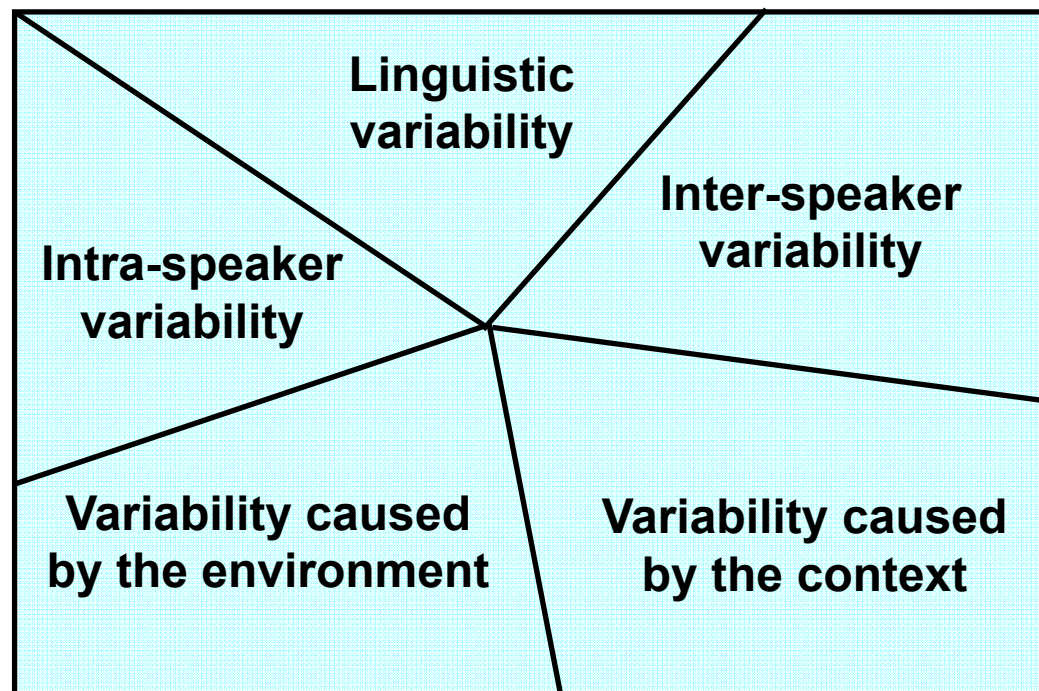 Linguistic
variability
Inter-speaker
variability
Intra-speaker
variability
Variability caused
by the environment
Variability caused
by the context